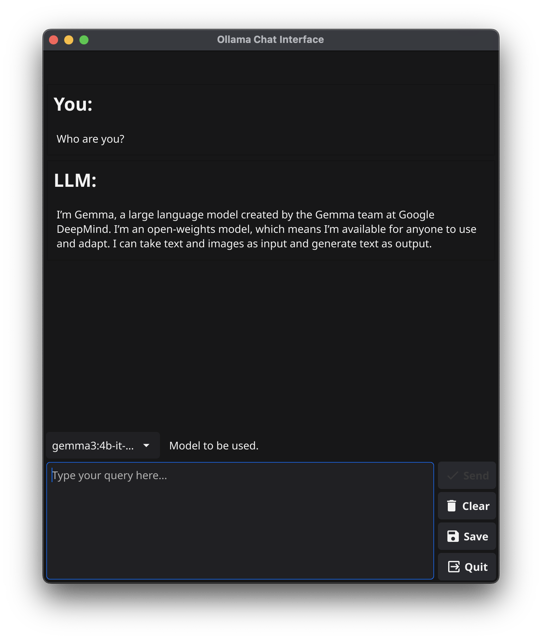 Ollama Chat Interface
You:
Who are you?
LLM:
I'm Gemma, a large language model created by the Gemma team at Google
DeepMind. I'm an open-weights model, which means I'm available for anyone to use
and adapt. I can take text and images as input and generate text as output.
gemma3:4b-it-... Model to be used.
Type your query here...
Send
Clear
Save
Quit